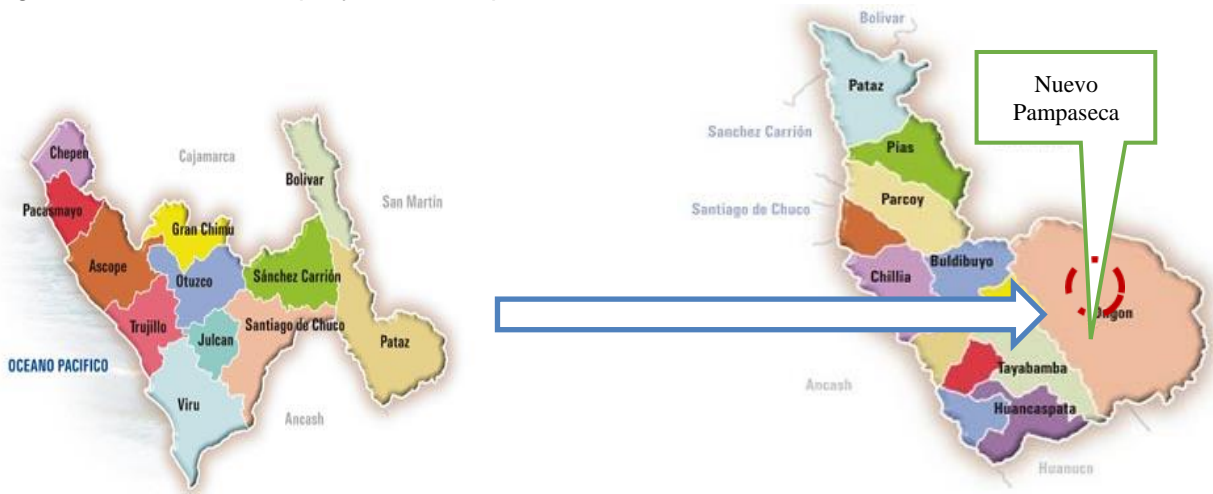 Chepen
Cajamarca
Pacasmayo
Gran Chimu
Bolivar
San Martin
Ascope
Otuzco
Sánchez Carrión
Trujillo
Julcan
Santiago de Chuco
Pataz
OCEANO PACIFICO
Viru
Ancash
Bolivar
Pataz
Nuevo
Pampaseca
Sanchez Carrión
Pias
Parcoy
Santiago de Chuco
Buldibuyo
Chillia
Ongon
Tayabamba
Ancash
Huancaspata
Huanuco